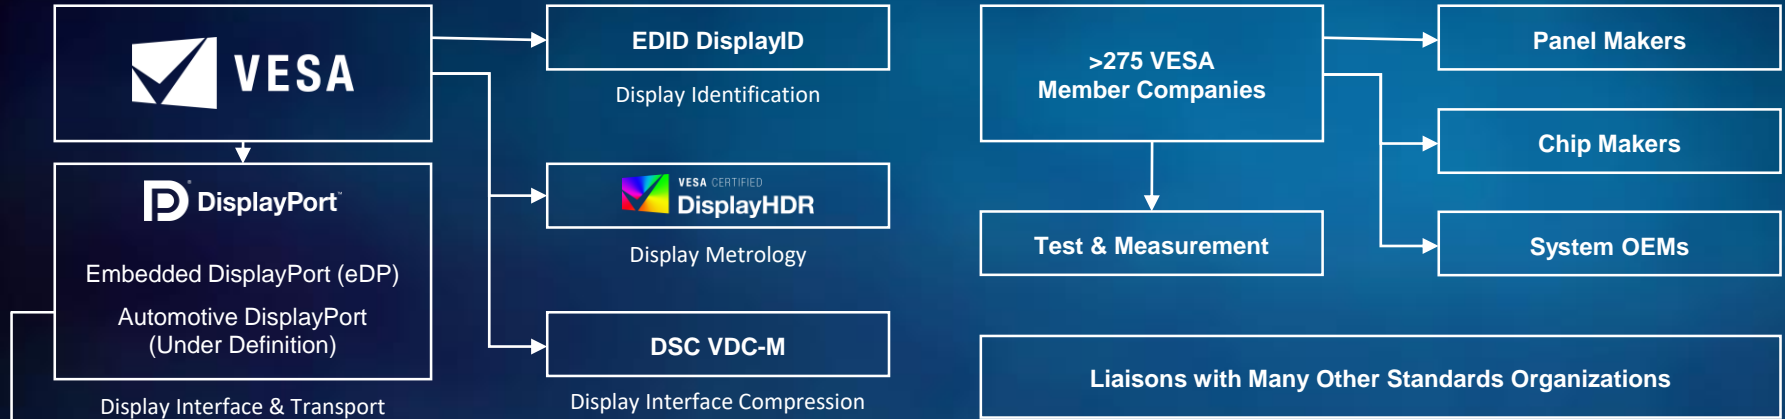 VESA
EDID DisplayID
Display Identification
DisplayPort™
Embedded DisplayPort (eDP)
Automotive DisplayPort
(Under Definition)
Display Interface & Transport
VESA CERTIFIED
DisplayHDR
Display Metrology
DSC VDC-M
Display Interface Compression
>275 VESA
Member Companies
Test & Measurement
Panel Makers
Chip Makers
System OEMs
Liaisons with Many Other Standards Organizations